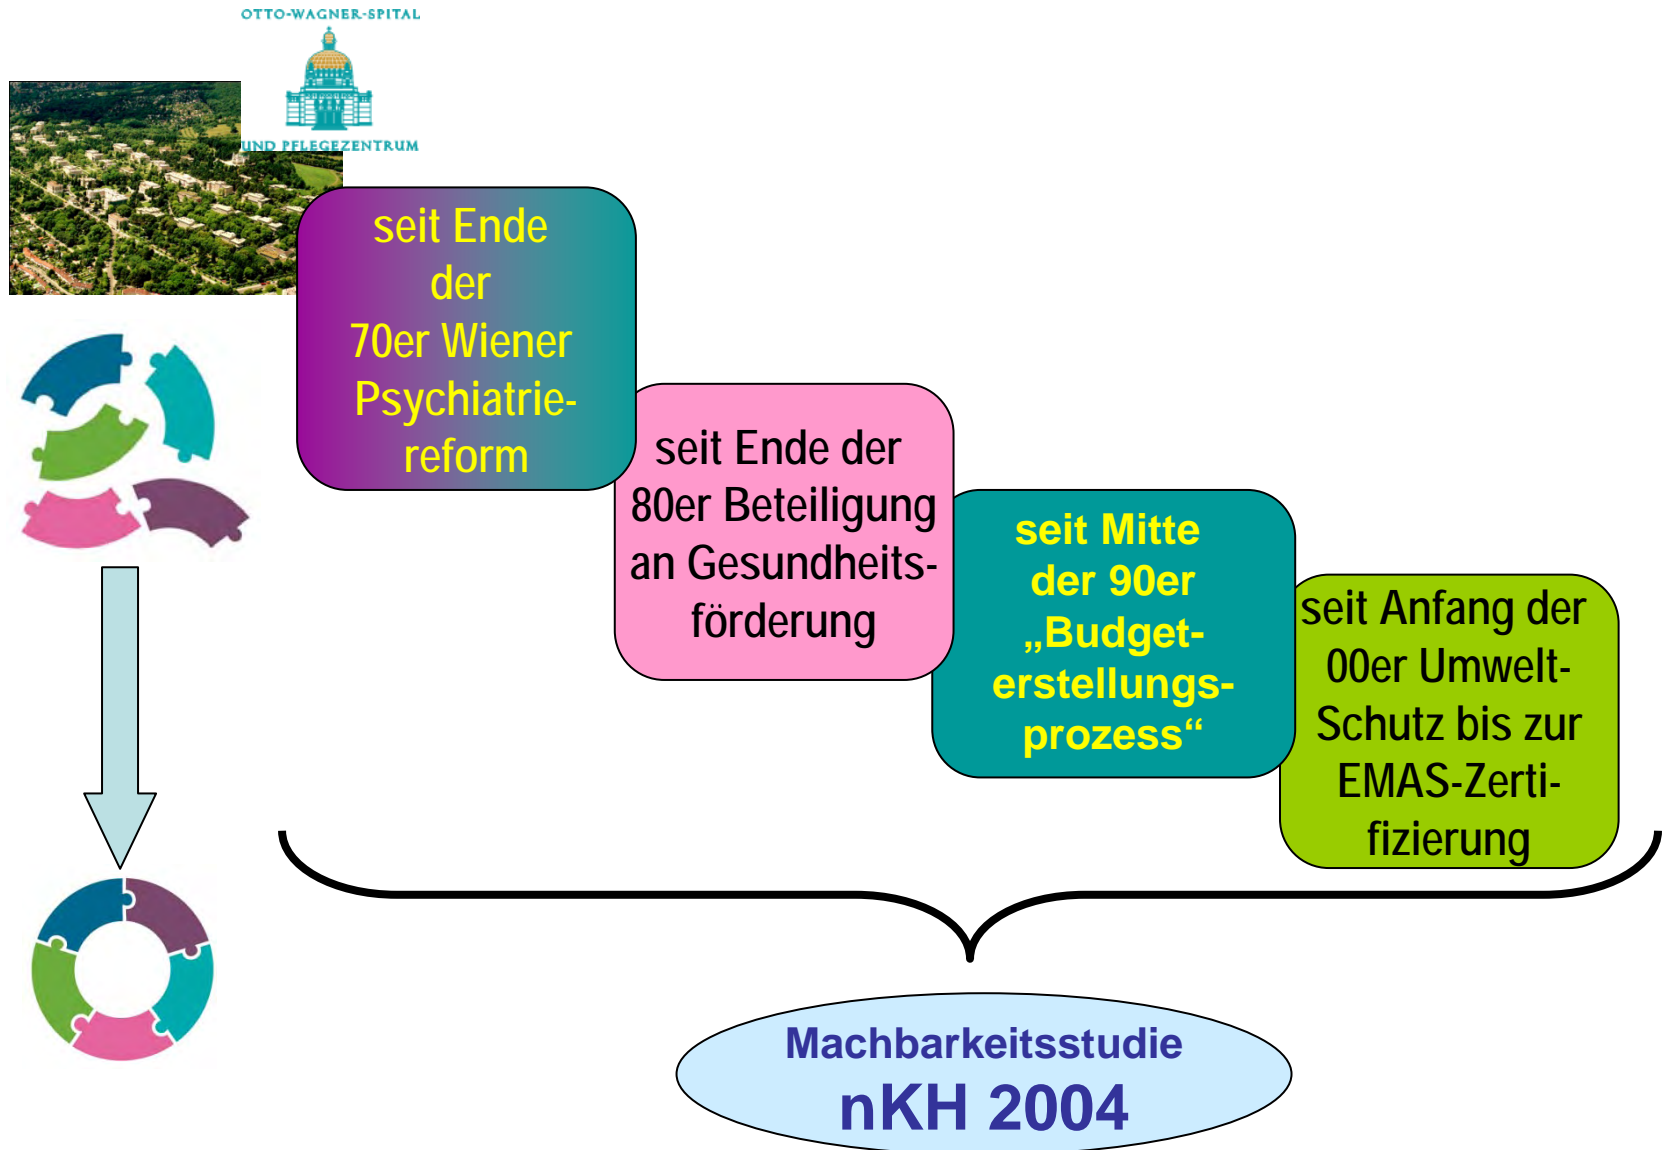 OTTO-WAGNER-SPITAL
UND PFLEGEZENTRUM
seit Ende
der
70er Wiener
Psychiatrie-
reform
seit Ende der
80er Beteiligung
an Gesundheits-
förderung
seit Mitte
der 90er
„Budget-
erstellungs-
prozess“
seit Anfang der
00er Umwelt-
Schutz bis zur
EMAS-Zerti-
fizierung
Machbarkeitsstudie
nKH 2004